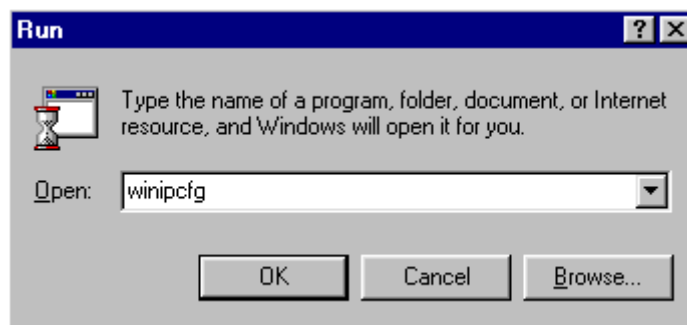 Run
Type the name of a program, folder, document, or Internet
resource, and Windows will open it for you.
Open: winipcfg
OK Cancel Browse...